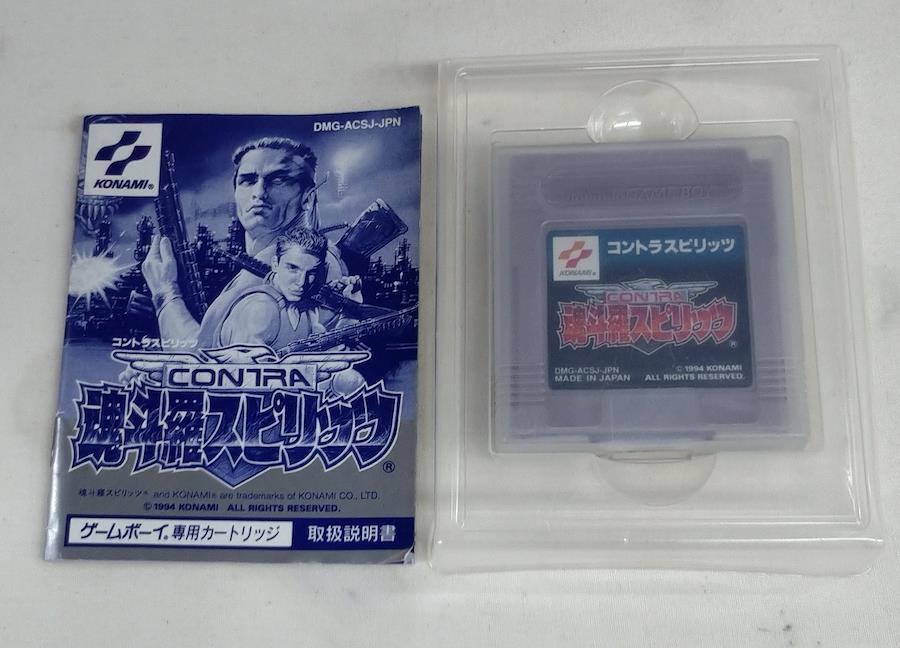 DMG-ACSJ-JPN
KONAMI®
コントラスピリッツ
CONTRA
魂斗羅スピリッツ®
魂斗羅スピリッツ® and KONAMI® are trademarks of KONAMI CO., LTD.
© 1994 KONAMI ALL RIGHTS RESERVED.
ゲームボーイ®専用カートリッジ
取扱説明書
GAME BOY
KONAMI®
コントラスピリッツ
CONTRA
魂斗羅スピリッツ®
DMG-ACSJ-JPN © 1994 KONAMI
MADE IN JAPAN ALL RIGHTS RESERVED.